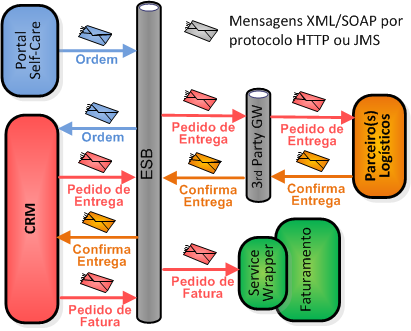 Mensagens XML/SOAP por
protocolo HTTP ou JMS
Portal
Self-Care
Ordem
ESB
Ordem
Pedido de
Entrega
3rd Party GW
Pedido de
Entrega
Parceiro(s)
Logísticos
CRM
Pedido de
Entrega
Confirma
Entrega
Confirma
Entrega
Confirma
Entrega
Pedido de
Fatura
Pedido de
Fatura
Service
Wrapper
Faturamento